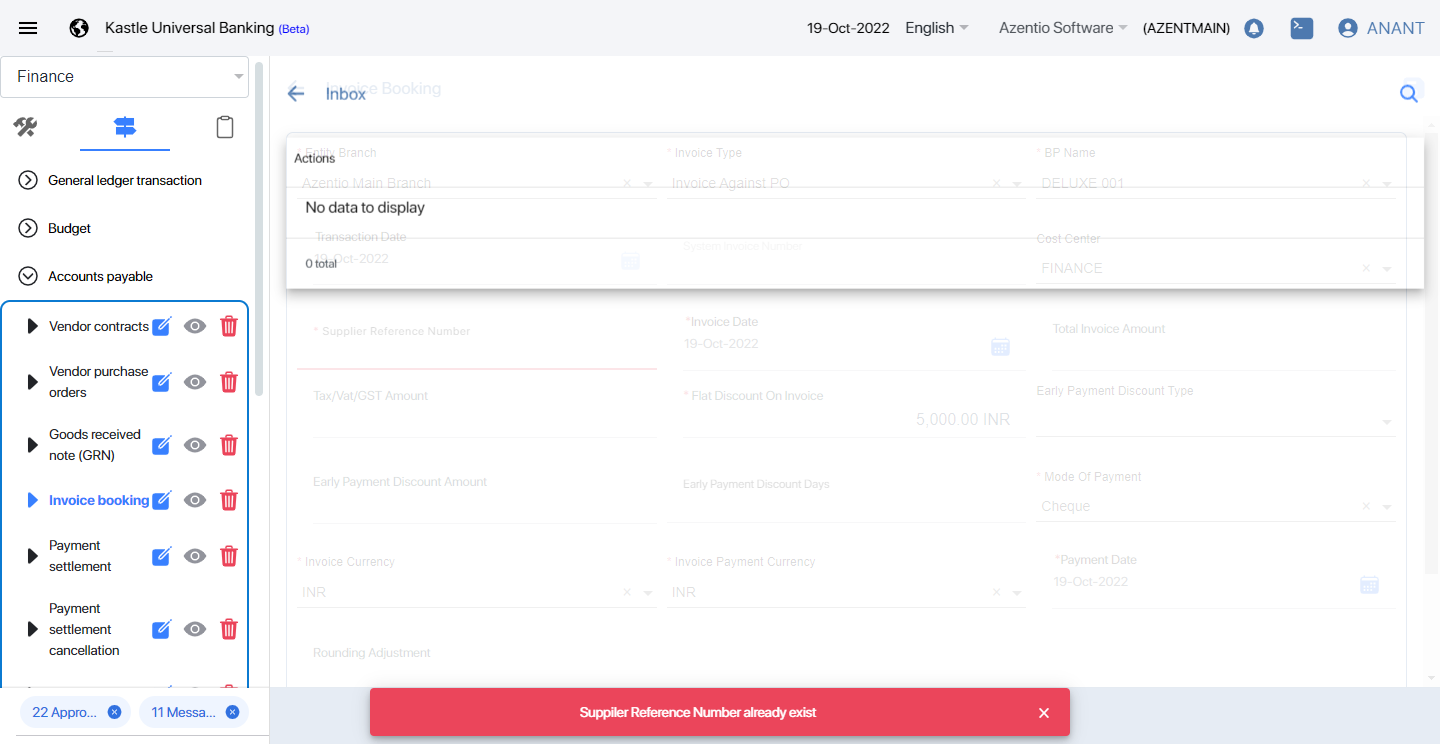 Kastle Universal Banking (Beta)
19-Oct-2022
English
Azentio Software
(AZENTMAIN)
ANANT
Finance
General ledger transaction
Budget
Accounts payable
Vendor contracts
Vendor purchase
orders
Goods received
note (GRN)
Invoice booking
Payment
settlement
Payment
settlement
cancellation
22 Appro...
11 Messa...
Invoice Booking
Inbox
Actions
No data to display
0 total
* Entity Branch
Azentio Main Branch
* Invoice Type
Invoice Against PO
* BP Name
DELUXE 001
Transaction Date
19-Oct-2022
System Invoice Number
Cost Center
FINANCE
* Supplier Reference Number
*Invoice Date
19-Oct-2022
Total Invoice Amount
Tax/Vat/GST Amount
* Flat Discount On Invoice
5,000.00 INR
Early Payment Discount Type
Early Payment Discount Amount
Early Payment Discount Days
* Mode Of Payment
Cheque
* Invoice Currency
INR
* Invoice Payment Currency
INR
*Payment Date
19-Oct-2022
Rounding Adjustment
Suppiler Reference Number already exist